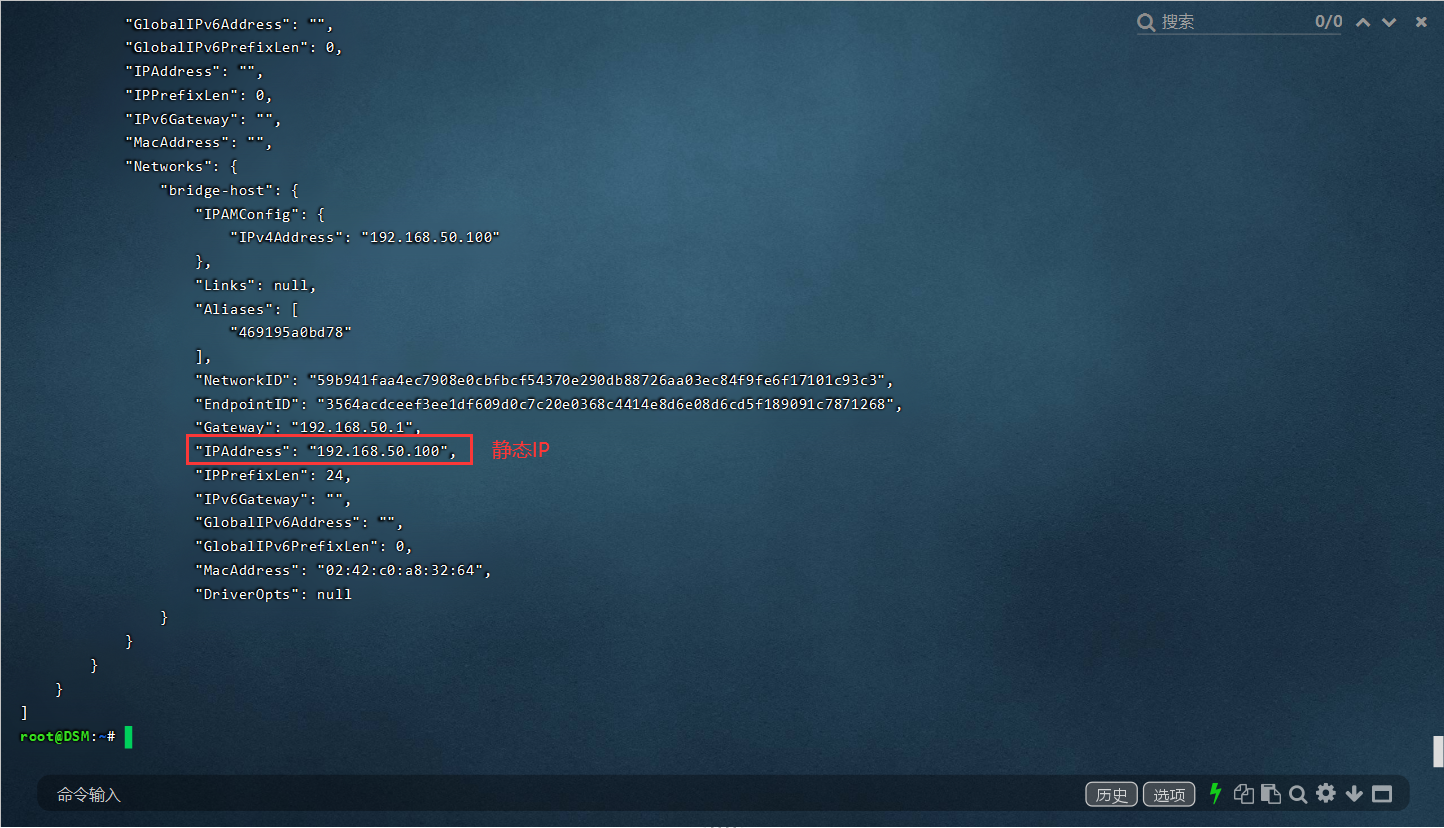 搜索 0/0
"GlobalIPv6Address": "",
"GlobalIPv6PrefixLen": 0,
"IPAddress": "",
"IPPrefixLen": 0,
"IPv6Gateway": "",
"MacAddress": "",
"Networks": {
"bridge-host": {
"IPAMConfig": {
"IPv4Address": "192.168.50.100"
},
"Links": null,
"Aliases": [
"469195a0bd78"
],
"NetworkID": "59b941faa4ec7908e0cbfbcf54370e290db88726aa03ec84f9fe6f17101c93c3",
"EndpointID": "3564acdceef3ee1df609d0c7c20e0368c4414e8d6e08d6cd5f189091c7871268",
"Gateway": "192.168.50.1",
"IPAddress": "192.168.50.100", 静态IP
"IPPrefixLen": 24,
"IPv6Gateway": "",
"GlobalIPv6Address": "",
"GlobalIPv6PrefixLen": 0,
"MacAddress": "02:42:c0:a8:32:64",
"DriverOpts": null
}
}
}
}
]
root@DSM:~#
命令输入 历史 选项